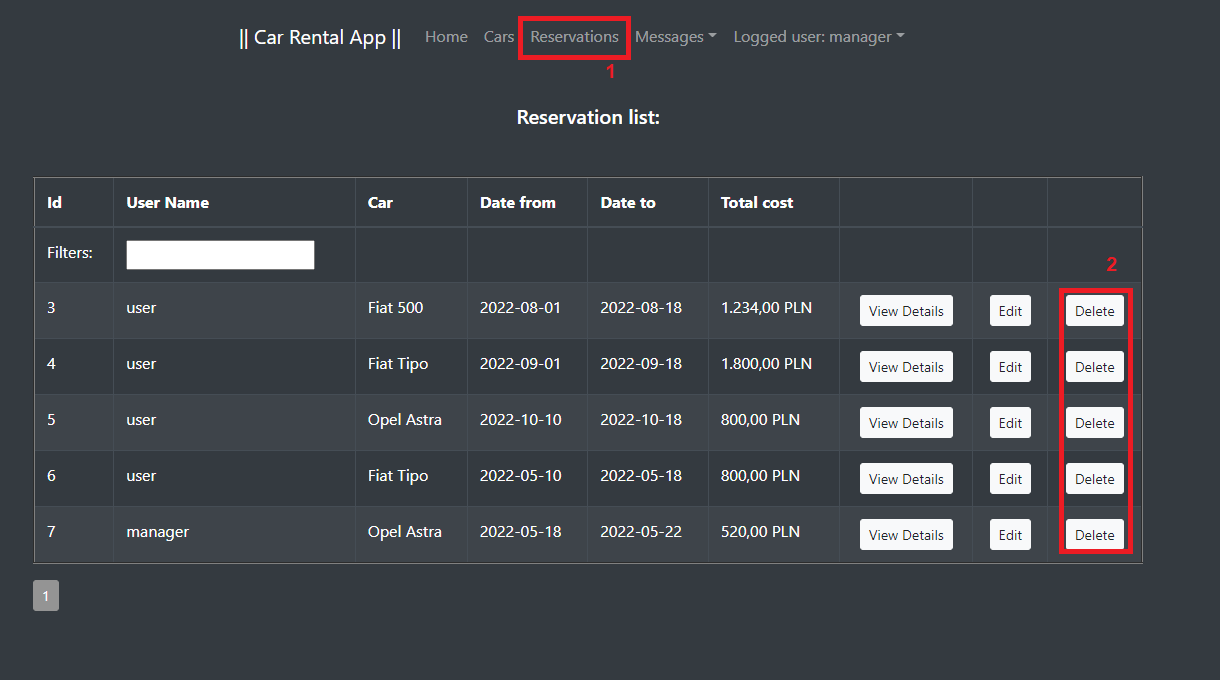 || Car Rental App || Home Cars Reservations Messages Logged user: manager
1
Reservation list:
Id User Name Car Date from Date to Total cost
Filters:
2
3 user Fiat 500 2022-08-01 2022-08-18 1.234,00 PLN View Details Edit Delete
4 user Fiat Tipo 2022-09-01 2022-09-18 1.800,00 PLN View Details Edit Delete
5 user Opel Astra 2022-10-10 2022-10-18 800,00 PLN View Details Edit Delete
6 user Fiat Tipo 2022-05-10 2022-05-18 800,00 PLN View Details Edit Delete
7 manager Opel Astra 2022-05-18 2022-05-22 520,00 PLN View Details Edit Delete
1